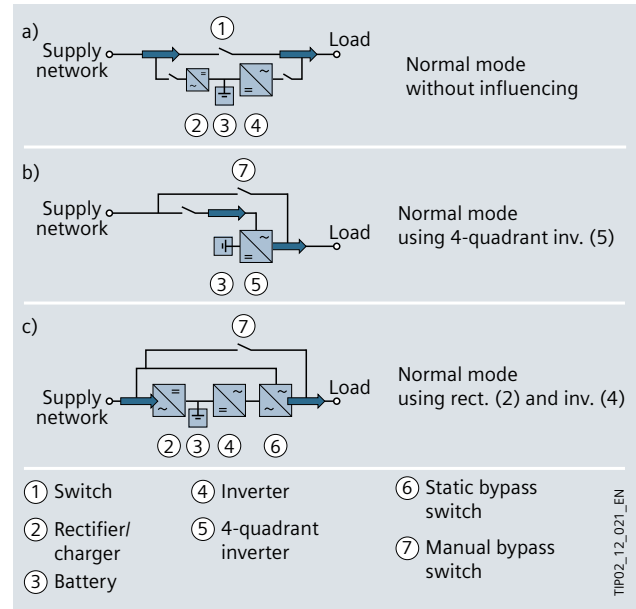 a)
①
Supply
network
Load
= ~
~ =
② ③ ④
Normal mode
without influencing
b)
⑦
Supply
network
~
=
Load
③ ⑤
Normal mode
using 4-quadrant inv. (5)
c)
⑦
Supply
network
= ~ ~
~ = ~
Load
② ③ ④ ⑥
Normal mode
using rect. (2) and inv. (4)
① Switch
② Rectifier/
charger
③ Battery
④ Inverter
⑤ 4-quadrant
inverter
⑥ Static bypass
switch
⑦ Manual bypass
switch
TIP02_12_021_EN